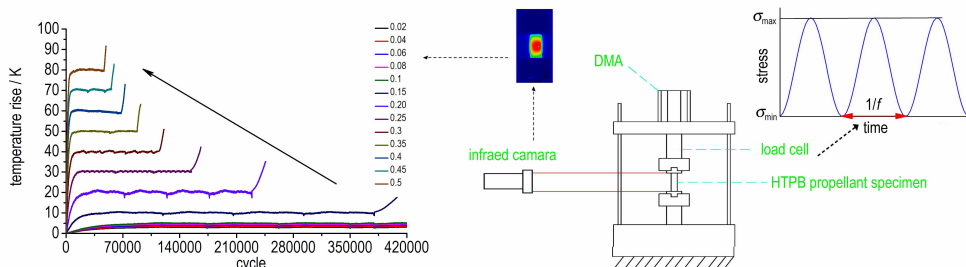 temperature rise / K
100
90
80
70
60
50
40
30
20
10
0
0 70000 140000 210000 280000 350000 420000
cycle
0.02
0.04
0.06
0.08
0.1
0.15
0.20
0.25
0.3
0.35
0.4
0.45
0.5
infraed camara
DMA
load cell
HTPB propellant specimen
σmax
stress
σmin
1/f
time